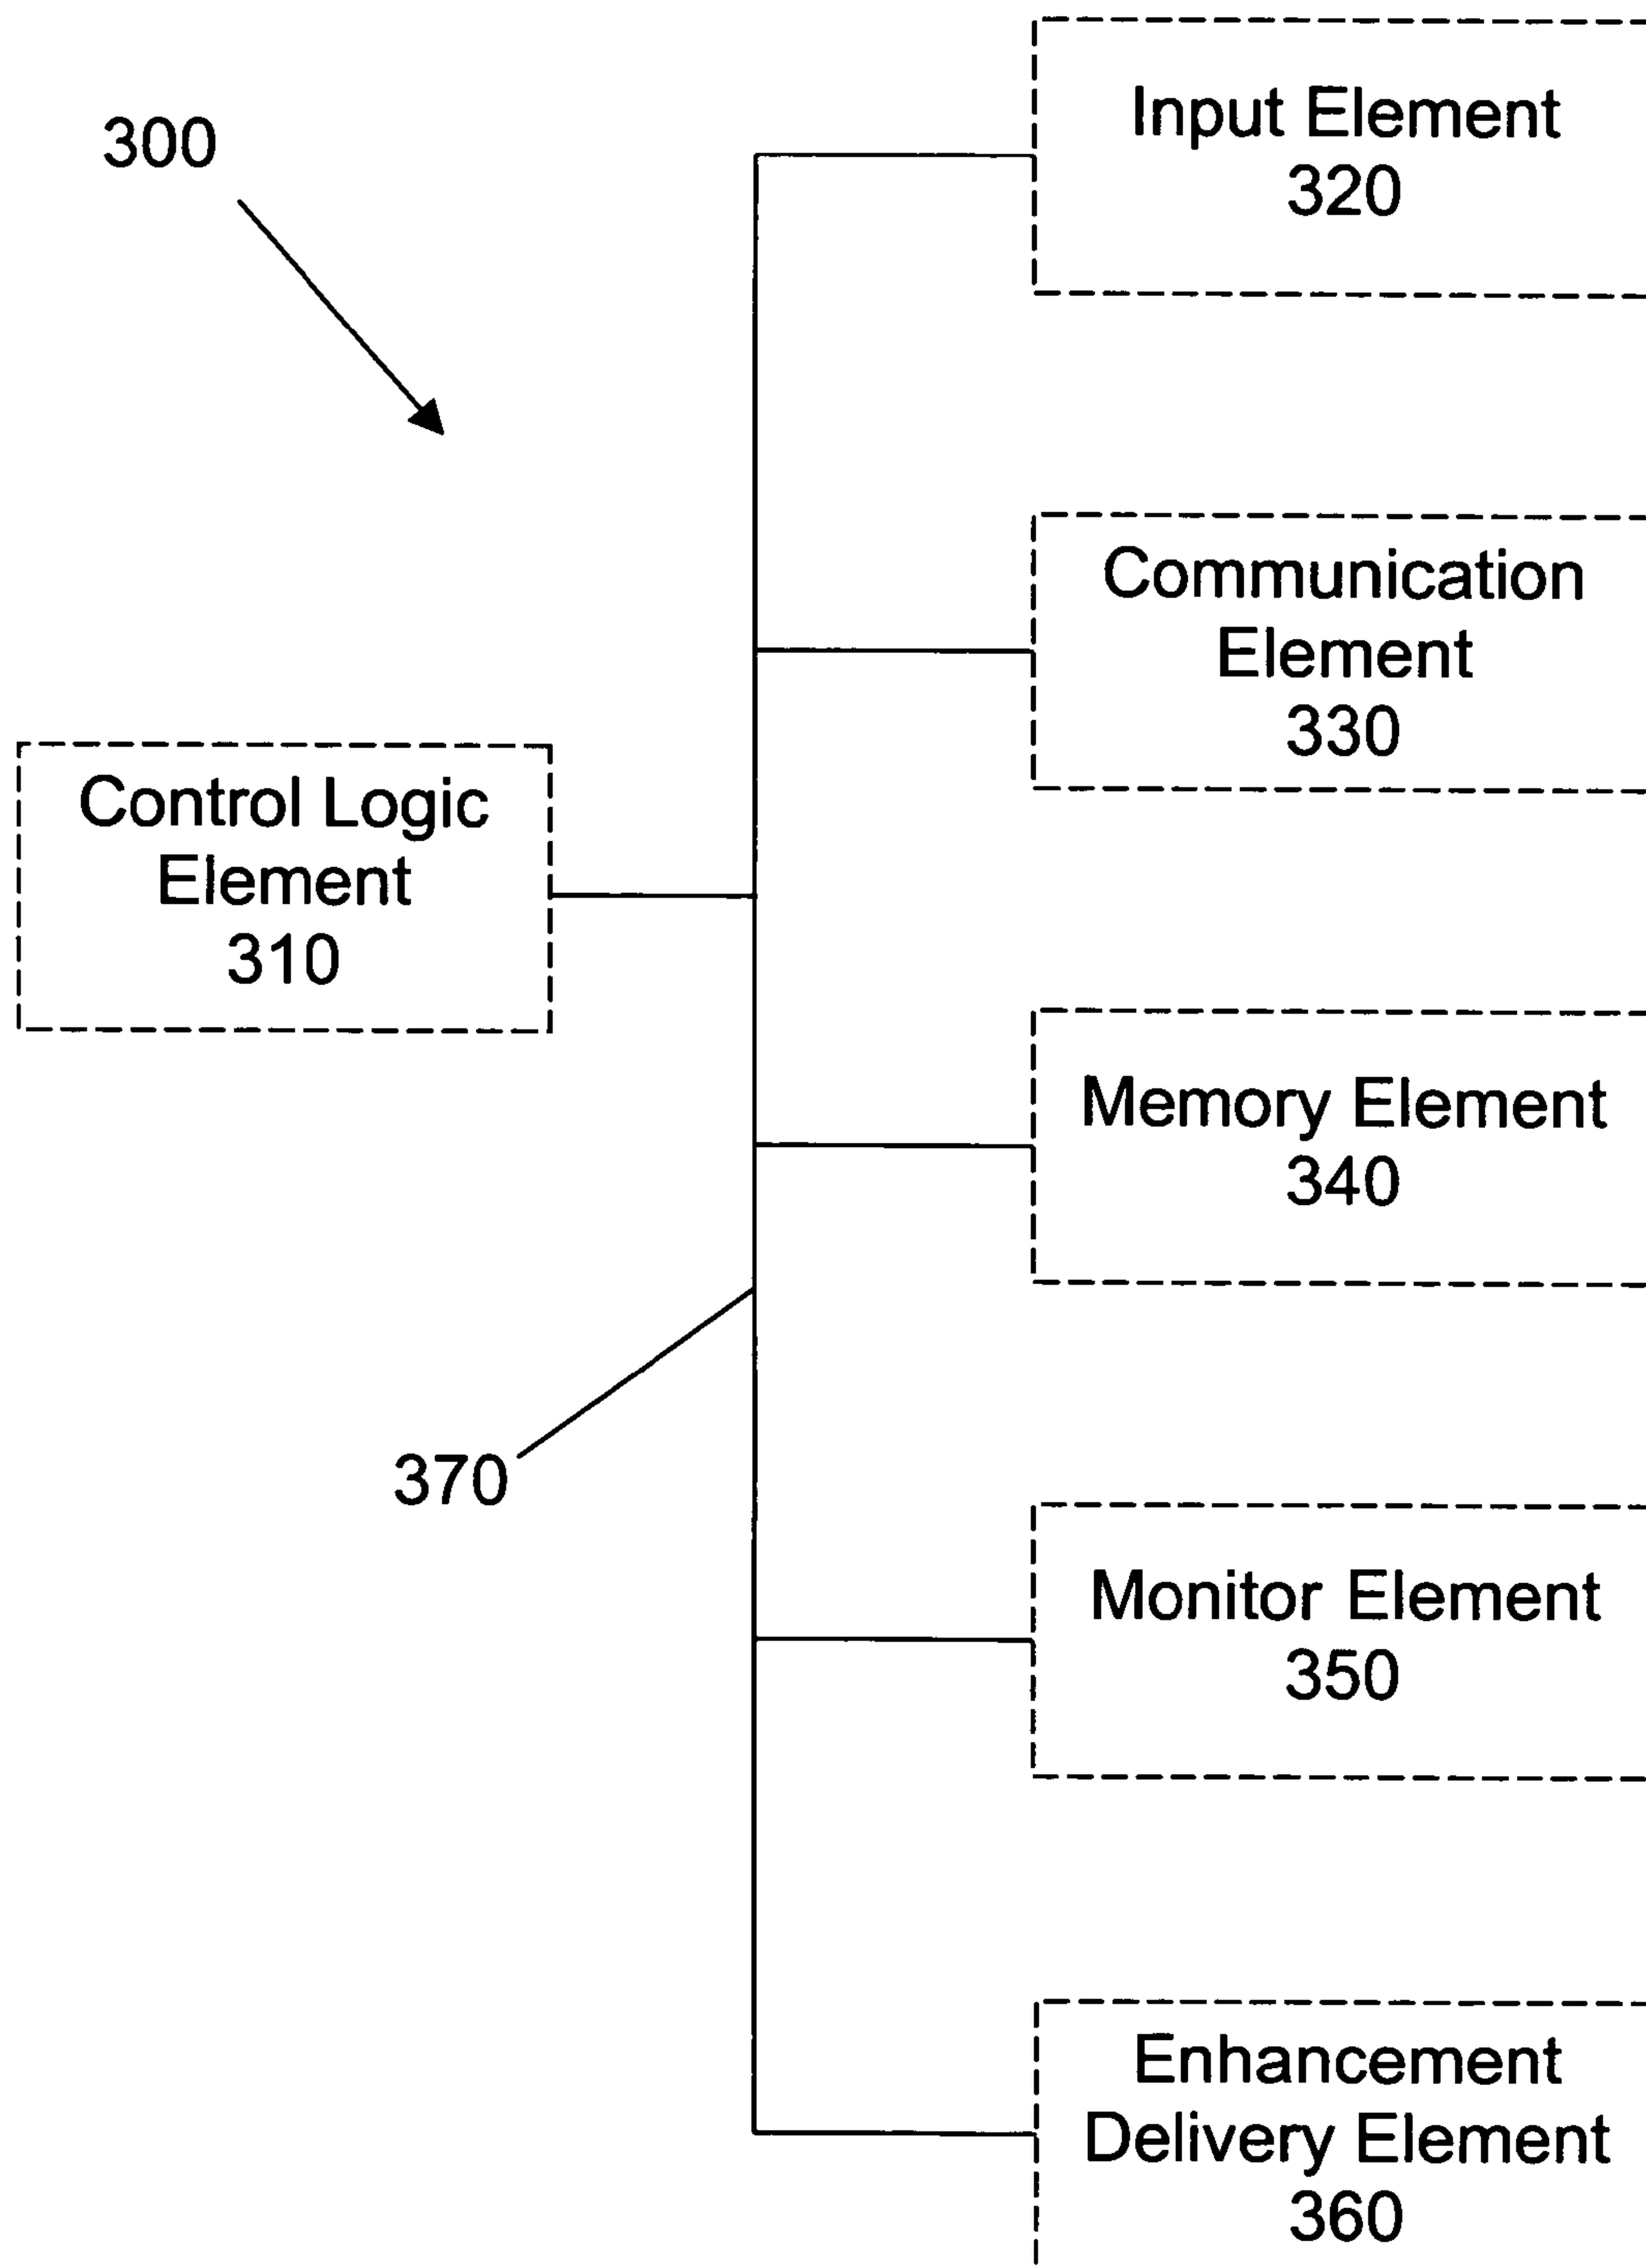 300
Input Element
320
Communication
Element
330
Control Logic
Element
310
Memory Element
340
370
Monitor Element
350
Enhancement
Delivery Element
360